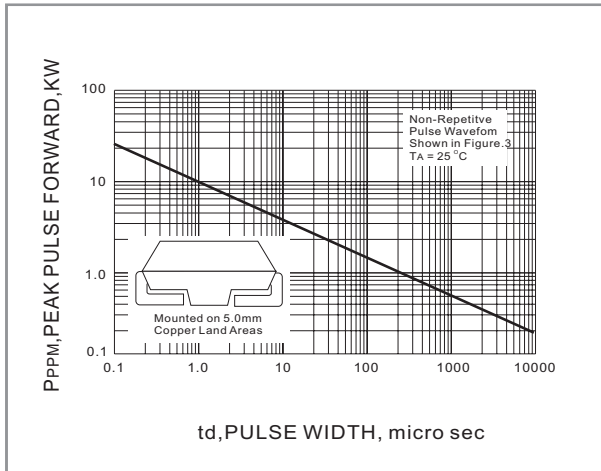 PPPM,PEAK PULSE FORWARD,KW
100
10
1.0
0.1
Non-Repetitve
Pulse Wavefom
Shown in Figure.3
TA = 25 °C
Mounted on 5.0mm
Copper Land Areas
0.1 1.0 10 100 1000 10000
td,PULSE WIDTH, micro sec